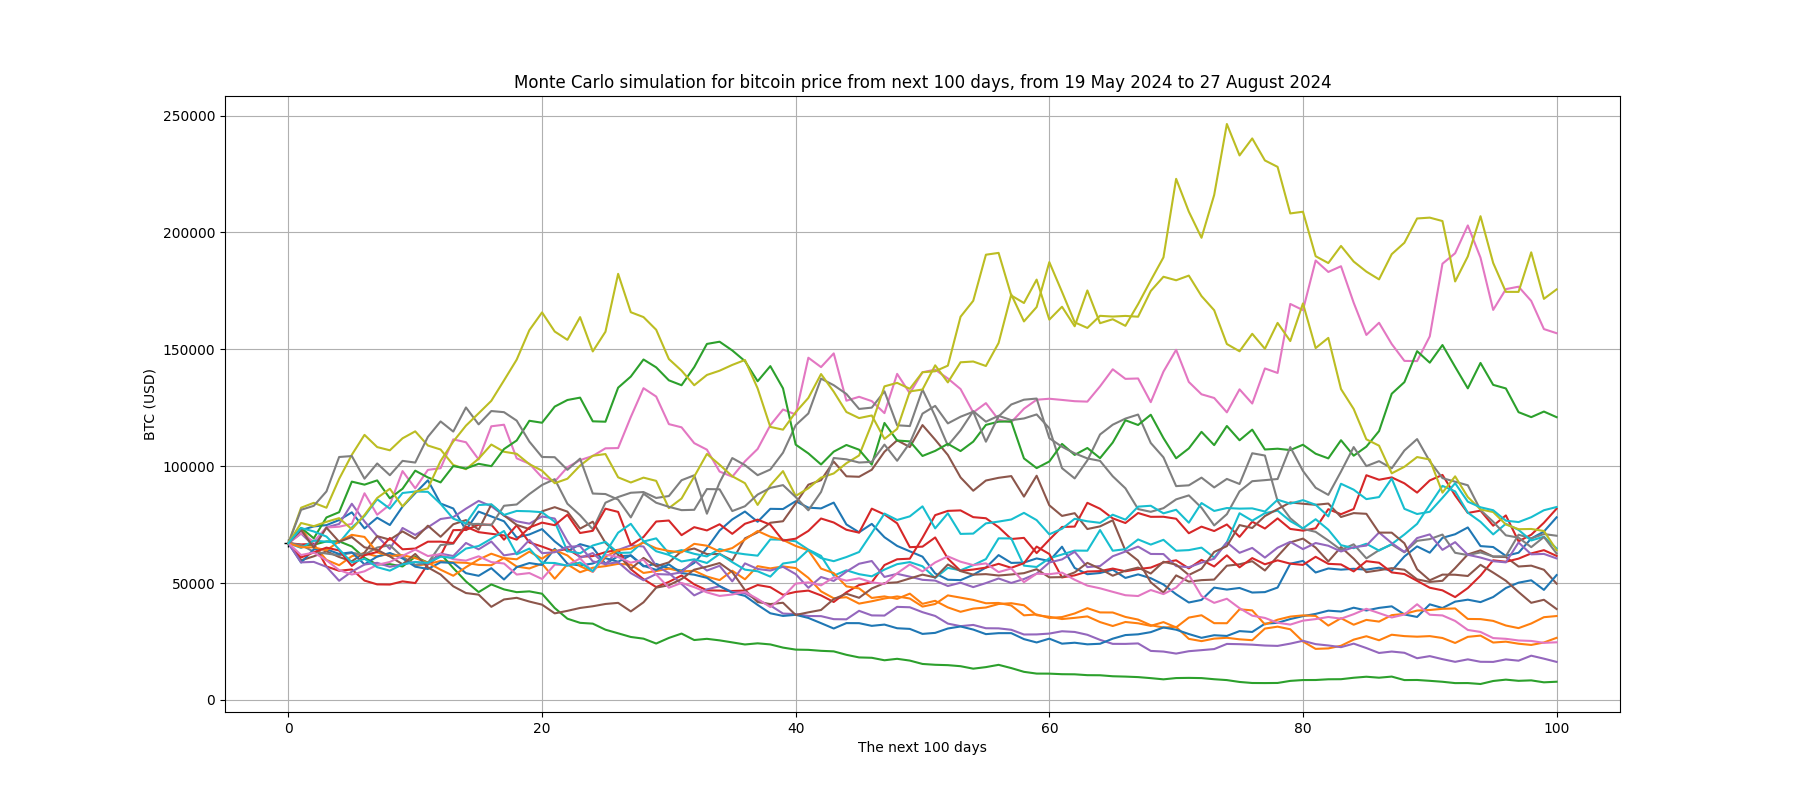 Monte Carlo simulation for bitcoin price from next 100 days, from 19 May 2024 to 27 August 2024
250000
200000
150000
100000
50000
0
BTC (USD)
0 20 40 60 80 100
The next 100 days